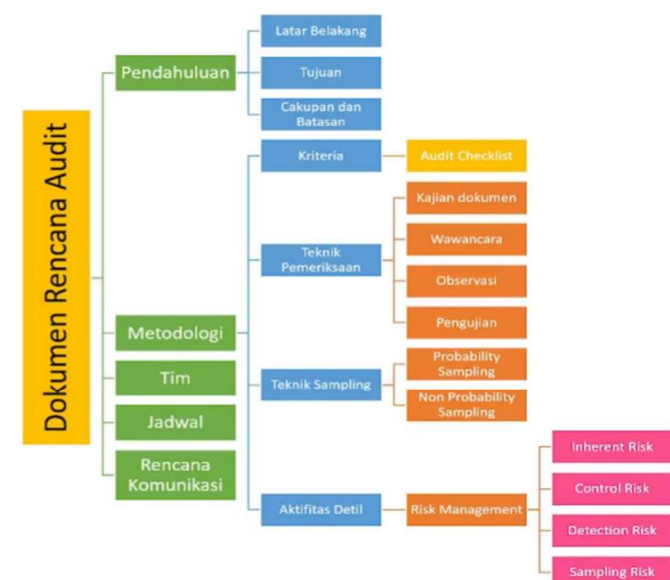 Dokumen Rencana Audit
Pendahuluan
Latar Belakang
Tujuan
Cakupan dan
Batasan
Metodologi
Kriteria
Audit Checklist
Teknik
Pemeriksaan
Kajian dokumen
Wawancara
Observasi
Pengujian
Teknik Sampling
Probability
Sampling
Non Probability
Sampling
Aktifitas Detil
Risk Management
Inherent Risk
Control Risk
Detection Risk
Sampling Risk
Tim
Jadwal
Rencana
Komunikasi